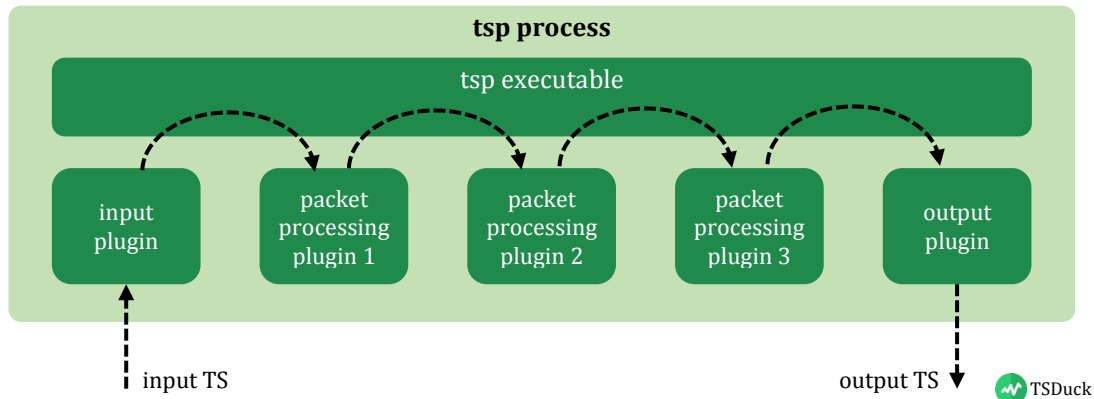 tsp process
tsp executable
input
plugin
packet
processing
plugin 1
packet
processing
plugin 2
packet
processing
plugin 3
output
plugin
input TS
output TS
TSDuck